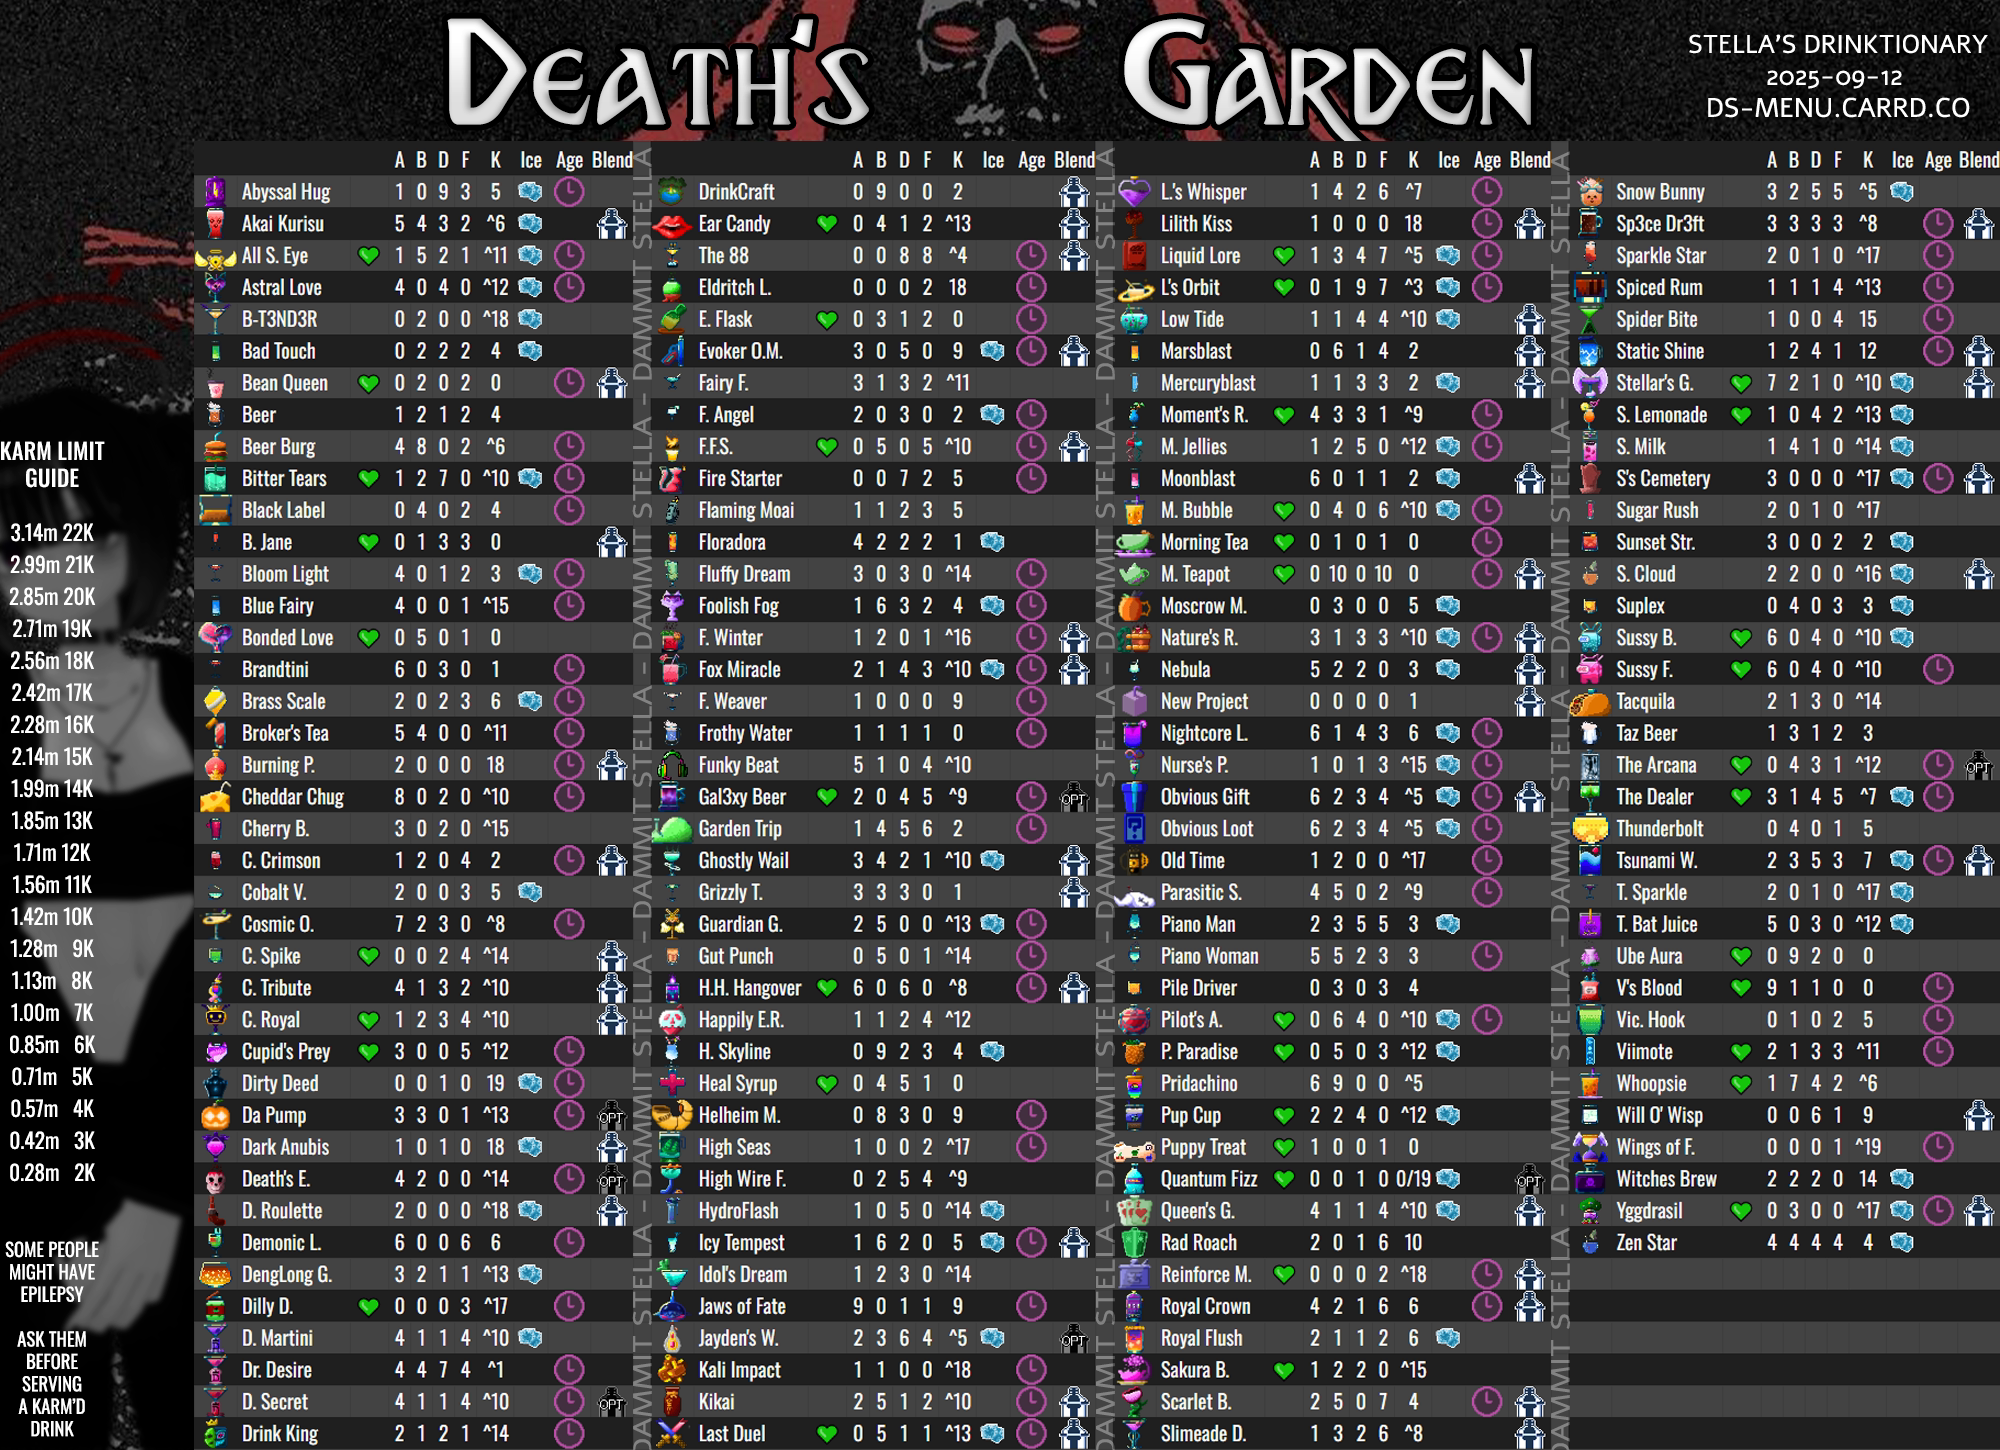 DEATH'S GARDEN
STELLA'S DRINKTIONARY
2025-09-12
DS-MENU.CARRD.CO
KARM LIMIT
GUIDE
3.14m 22K
2.99m 21K
2.85m 20K
2.71m 19K
2.56m 18K
2.42m 17K
2.28m 16K
2.14m 15K
1.99m 14K
1.85m 13K
1.71m 12K
1.56m 11K
1.42m 10K
1.28m 9K
1.13m 8K
1.00m 7K
0.85m 6K
0.71m 5K
0.57m 4K
0.42m 3K
0.28m 2K
SOME PEOPLE
MIGHT HAVE
EPILEPSY
ASK THEM
BEFORE
SERVING
A KARM'D
DRINK
A B D F K Ice Age Blend
Abyssal Hug 1 0 9 3 5
Akai Kurisu 5 4 3 2 ^6
All S. Eye 1 5 2 1 ^11
Astral Love 4 0 4 0 ^12
B-T3ND3R 0 2 0 0 ^18
Bad Touch 0 2 2 2 4
Bean Queen 0 2 0 2 0
Beer 1 2 1 2 4
Beer Burg 4 8 0 2 ^6
Bitter Tears 1 2 7 0 ^10
Black Label 0 4 0 2 4
B. Jane 0 1 3 3 0
Bloom Light 4 0 1 2 3
Blue Fairy 4 0 0 1 ^15
Bonded Love 0 5 0 1 0
Brandtini 6 0 3 0 1
Brass Scale 2 0 2 3 6
Broker's Tea 5 4 0 0 ^11
Burning P. 2 0 0 0 18
Cheddar Chug 8 0 2 0 ^10
Cherry B. 3 0 2 0 ^15
C. Crimson 1 2 0 4 2
Cobalt V. 2 0 0 3 5
Cosmic O. 7 2 3 0 ^8
C. Spike 0 0 2 4 ^14
C. Tribute 4 1 3 2 ^10
C. Royal 1 2 3 4 ^10
Cupid's Prey 3 0 0 5 ^12
Dirty Deed 0 0 1 0 19
Da Pump 3 3 0 1 ^13 OPT
Dark Anubis 1 0 1 0 18
Death's E. 4 2 0 0 ^14 OPT
D. Roulette 2 0 0 0 ^18
Demonic L. 6 0 0 6 6
DengLong G. 3 2 1 1 ^13
Dilly D. 0 0 0 3 ^17
D. Martini 4 1 1 4 ^10
Dr. Desire 4 4 7 4 ^1
D. Secret 4 1 1 4 ^10 OPT
Drink King 2 1 2 1 ^14
A B D F K Ice Age Blend
DrinkCraft 0 9 0 0 2
Ear Candy 0 4 1 2 ^13
The 88 0 0 8 8 ^4
Eldritch L. 0 0 0 2 18
E. Flask 0 3 1 2 0
Evoker O.M. 3 0 5 0 9
Fairy F. 3 1 3 2 ^11
F. Angel 2 0 3 0 2
F.F.S. 0 5 0 5 ^10
Fire Starter 0 0 7 2 5
Flaming Moai 1 1 2 3 5
Floradora 4 2 2 2 1
Fluffy Dream 3 0 3 0 ^14
Foolish Fog 1 6 3 2 4
F. Winter 1 2 0 1 ^16
Fox Miracle 2 1 4 3 ^10
F. Weaver 1 0 0 0 9
Frothy Water 1 1 1 1 0
Funky Beat 5 1 0 4 ^10
Gal3xy Beer 2 0 4 5 ^9 OPT
Garden Trip 1 4 5 6 2
Ghostly Wail 3 4 2 1 ^10
Grizzly T. 3 3 3 0 1
Guardian G. 2 5 0 0 ^13
Gut Punch 0 5 0 1 ^14
H.H. Hangover 6 0 6 0 ^8
Happily E.R. 1 1 2 4 ^12
H. Skyline 0 9 2 3 4
Heal Syrup 0 4 5 1 0
Helheim M. 0 8 3 0 9
High Seas 1 0 0 2 ^17
High Wire F. 0 2 5 4 ^9
HydroFlash 1 0 5 0 ^14
Icy Tempest 1 6 2 0 5
Idol's Dream 1 2 3 0 ^14
Jaws of Fate 9 0 1 1 9
Jayden's W. 2 3 6 4 ^5 OPT
Kali Impact 1 1 0 0 ^18
Kikai 2 5 1 2 ^10
Last Duel 0 5 1 1 ^13
A B D F K Ice Age Blend
L.'s Whisper 1 4 2 6 ^7
Lilith Kiss 1 0 0 0 18
Liquid Lore 1 3 4 7 ^5
L's Orbit 0 1 9 7 ^3
Low Tide 1 1 4 4 ^10
Marsblast 0 6 1 4 2
Mercuryblast 1 1 3 3 2
Moment's R. 4 3 3 1 ^9
M. Jellies 1 2 5 0 ^12
Moonblast 6 0 1 1 2
M. Bubble 0 4 0 6 ^10
Morning Tea 0 1 0 1 0
M. Teapot 0 10 0 10 0
Moscrow M. 0 3 0 0 5
Nature's R. 3 1 3 3 ^10
Nebula 5 2 2 0 3
New Project 0 0 0 0 1
Nightcore L. 6 1 4 3 6
Nurse's P. 1 0 1 3 ^15
Obvious Gift 6 2 3 4 ^5
Obvious Loot 6 2 3 4 ^5
Old Time 1 2 0 0 ^17
Parasitic S. 4 5 0 2 ^9
Piano Man 2 3 5 5 3
Piano Woman 5 5 2 3 3
Pile Driver 0 3 0 3 4
Pilot's A. 0 6 4 0 ^10
P. Paradise 0 5 0 3 ^12
Pridachino 6 9 0 0 ^5
Pup Cup 2 2 4 0 ^12
Puppy Treat 1 0 0 1 0
Quantum Fizz 0 0 1 0 0/19 OPT
Queen's G. 4 1 1 4 ^10
Rad Roach 2 0 1 6 10
Reinforce M. 0 0 0 2 ^18
Royal Crown 4 2 1 6 6
Royal Flush 2 1 1 2 6
Sakura B. 1 2 2 0 ^15
Scarlet B. 2 5 0 7 4
Slimeade D. 1 3 2 6 ^8
A B D F K Ice Age Blend
Snow Bunny 3 2 5 5 ^5
Sp3ce Dr3ft 3 3 3 3 ^8
Sparkle Star 2 0 1 0 ^17
Spiced Rum 1 1 1 4 ^13
Spider Bite 1 0 0 4 15
Static Shine 1 2 4 1 12
Stellar's G. 7 2 1 0 ^10
S. Lemonade 1 0 4 2 ^13
S. Milk 1 4 1 0 ^14
S's Cemetery 3 0 0 0 ^17
Sugar Rush 2 0 1 0 ^17
Sunset Str. 3 0 0 2 2
S. Cloud 2 2 0 0 ^16
Suplex 0 4 0 3 3
Sussy B. 6 0 4 0 ^10
Sussy F. 6 0 4 0 ^10
Tacquila 2 1 3 0 ^14
Taz Beer 1 3 1 2 3
The Arcana 0 4 3 1 ^12 OPT
The Dealer 3 1 4 5 ^7
Thunderbolt 0 4 0 1 5
Tsunami W. 2 3 5 3 7
T. Sparkle 2 0 1 0 ^17
T. Bat Juice 5 0 3 0 ^12
Ube Aura 0 9 2 0 0
V's Blood 9 1 1 0 0
Vic. Hook 0 1 0 2 5
Viimote 2 1 3 3 ^11
Whoopsie 1 7 4 2 ^6
Will O' Wisp 0 0 6 1 9
Wings of F. 0 0 0 1 ^19
Witches Brew 2 2 2 0 14
Yggdrasil 0 3 0 0 ^17
Zen Star 4 4 4 4 4
DAMMIT STELLA - DAMMIT STELLA - DAMMIT STELLA - DAMMIT STELLA
DAMMIT STELLA - DAMMIT STELLA - DAMMIT STELLA - DAMMIT STELLA
DAMMIT STELLA - DAMMIT STELLA - DAMMIT STELLA - DAMMIT STELLA